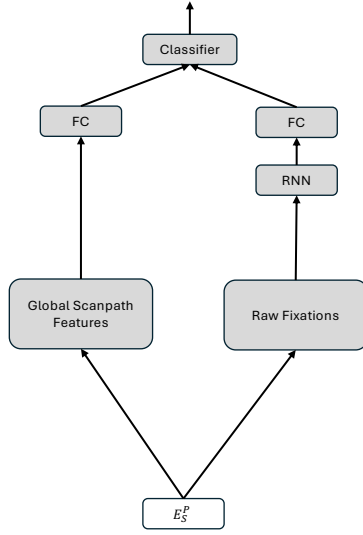 Classifier
FC
FC
RNN
Global Scanpath
Features
Raw Fixations
$E_S^P$